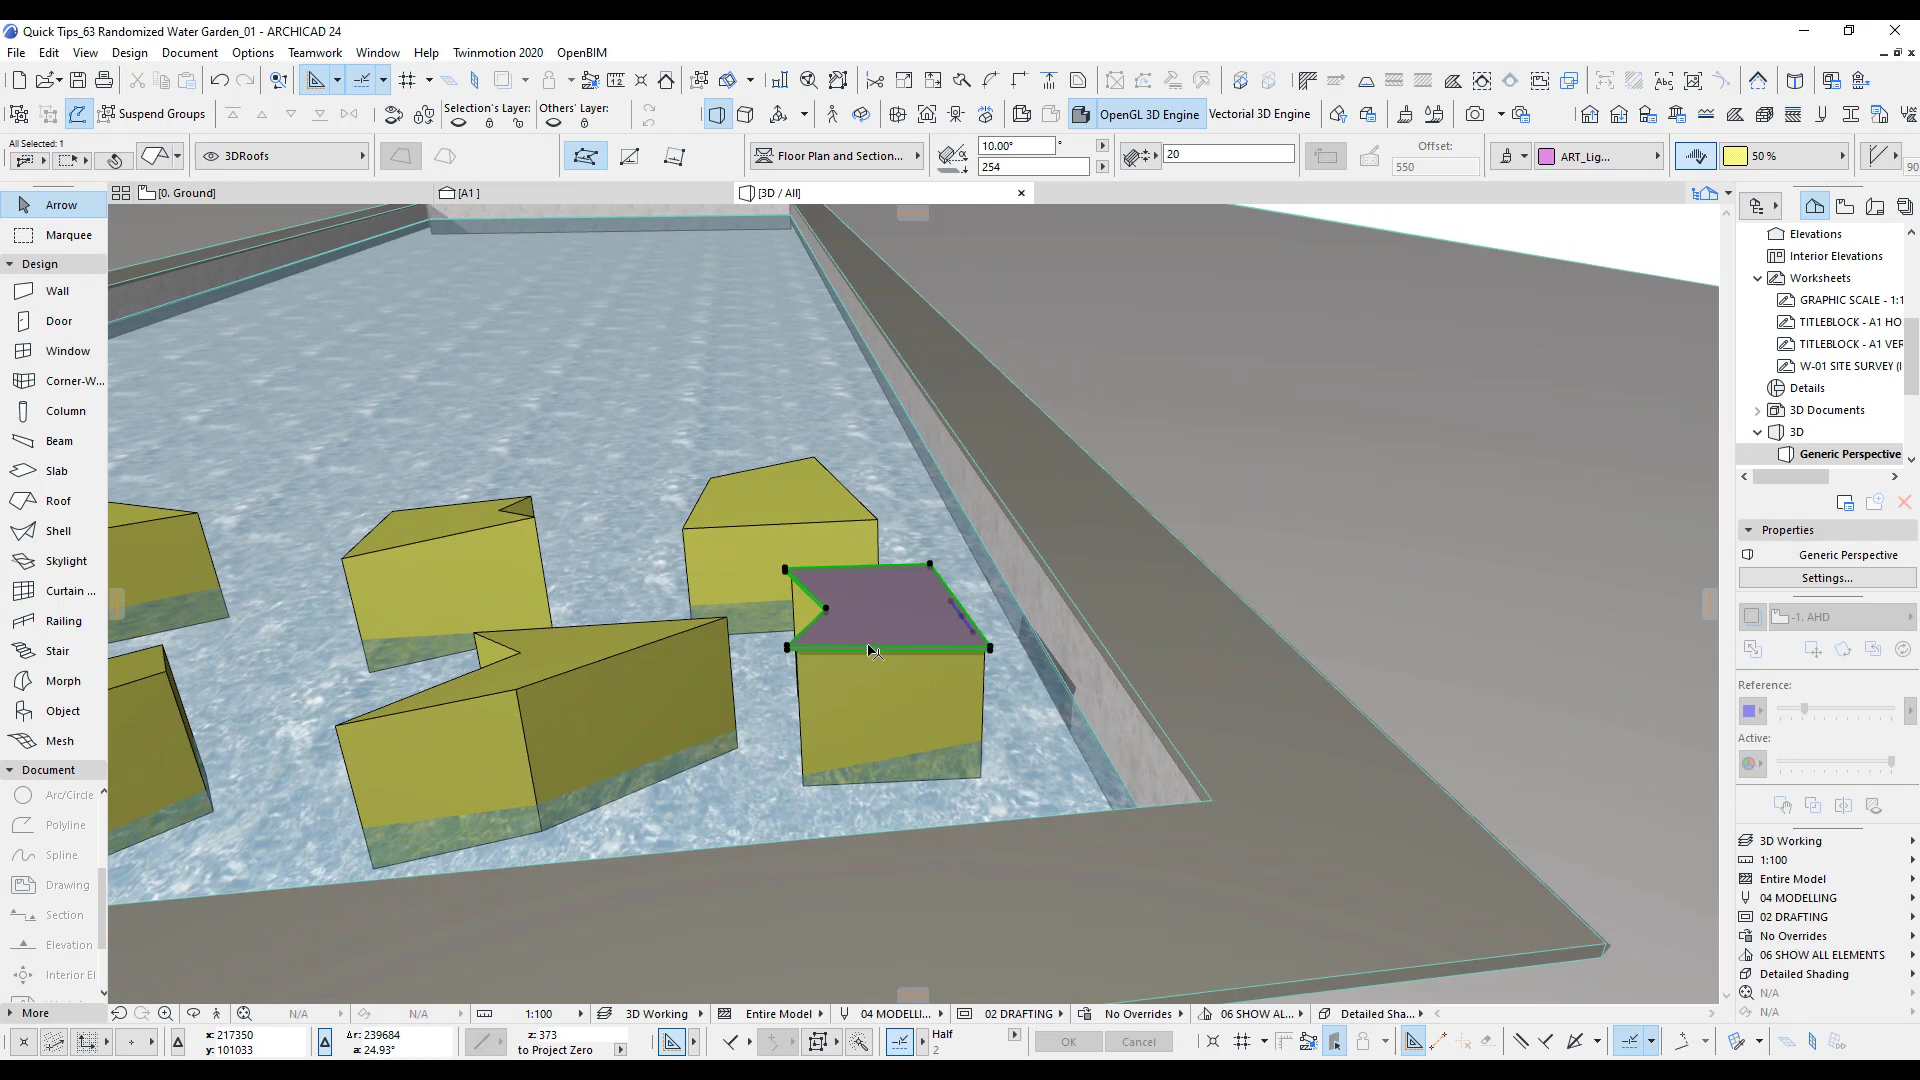 Quick Tips_63 Randomized Water Garden_01 - ARCHICAD 24
File Edit View Design Document Options Teamwork Window Help Twinmotion 2020 OpenBIM
Suspend Groups
Selection's Layer: Others' Layer:
OpenGL 3D Engine Vectorial 3D Engine
All Selected: 1
3DRoofs
Floor Plan and Section...
10.00° °
254
20
Offset:
550
ART_Lig...
50 %
90
[0. Ground] [A1 ] [3D / All]
Arrow
Marquee
Design
Wall
Door
Window
Corner-W...
Column
Beam
Slab
Roof
Shell
Skylight
Curtain ...
Railing
Stair
Morph
Object
Mesh
Document
Arc/Circle
Polyline
Spline
Drawing
Section
Elevation
Interior El
More
Elevations
Interior Elevations
Worksheets
GRAPHIC SCALE - 1:1
TITLEBLOCK - A1 HO
TITLEBLOCK - A1 VER
W-01 SITE SURVEY (I
Details
3D Documents
3D
Generic Perspective
Properties
Generic Perspective
Settings...
-1. AHD
Reference:
Active:
3D Working
1:100
Entire Model
04 MODELLING
02 DRAFTING
No Overrides
06 SHOW ALL ELEMENTS
Detailed Shading
N/A
N/A
N/A N/A 1:100 3D Working Entire Model 04 MODELLI... 02 DRAFTING No Overrides 06 SHOW AL... Detailed Sha...
x: 217350
y: 101033
Δr: 239684
a: 24.93°
z: 373
to Project Zero
Half
2
OK Cancel